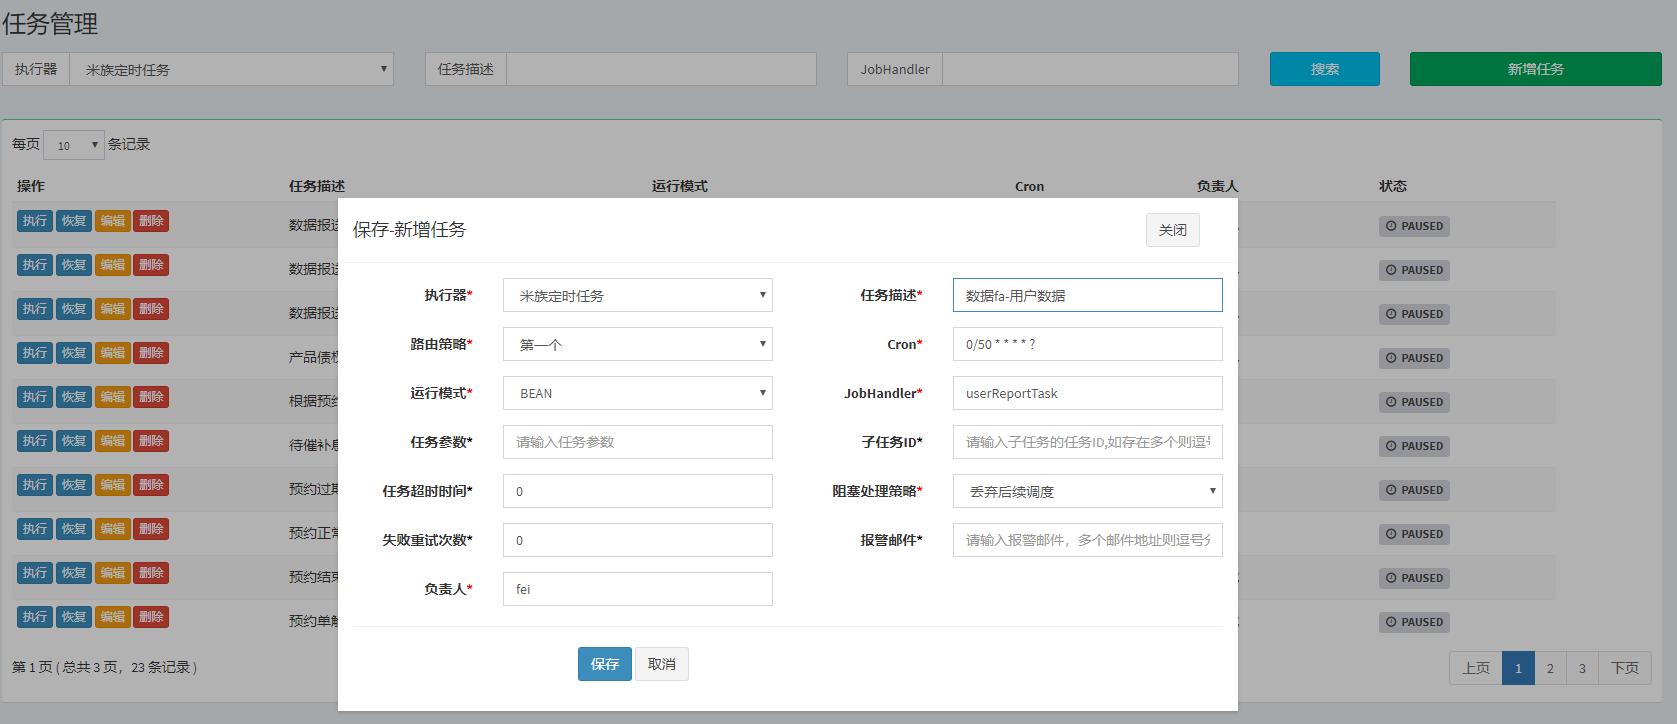 任务管理
执行器 米族定时任务 任务描述 JobHandler 搜索 新增任务
每页 10 条记录
操作 任务描述 运行模式 Cron 负责人 状态
执行 恢复 编辑 删除 数据报送 PAUSED
执行 恢复 编辑 删除 数据报送 PAUSED
执行 恢复 编辑 删除 数据报送 PAUSED
执行 恢复 编辑 删除 产品债权 PAUSED
执行 恢复 编辑 删除 根据预约 PAUSED
执行 恢复 编辑 删除 待催补息 PAUSED
执行 恢复 编辑 删除 预约过期 PAUSED
执行 恢复 编辑 删除 预约正常 PAUSED
执行 恢复 编辑 删除 预约结束 PAUSED
执行 恢复 编辑 删除 预约单 PAUSED
第 1 页 ( 总共 3 页，23 条记录 ) 上页 1 2 3 下页
保存-新增任务 关闭
执行器* 米族定时任务 任务描述* 数据fa-用户数据
路由策略* 第一个 Cron* 0/50 * * * * ?
运行模式* BEAN JobHandler* userReportTask
任务参数* 请输入任务参数 子任务ID* 请输入子任务的任务ID,如存在多个则逗号
任务超时时间* 0 阻塞处理策略* 丢弃后续调度
失败重试次数* 0 报警邮件* 请输入报警邮件，多个邮件地址则逗号分
负责人* fei
保存 取消